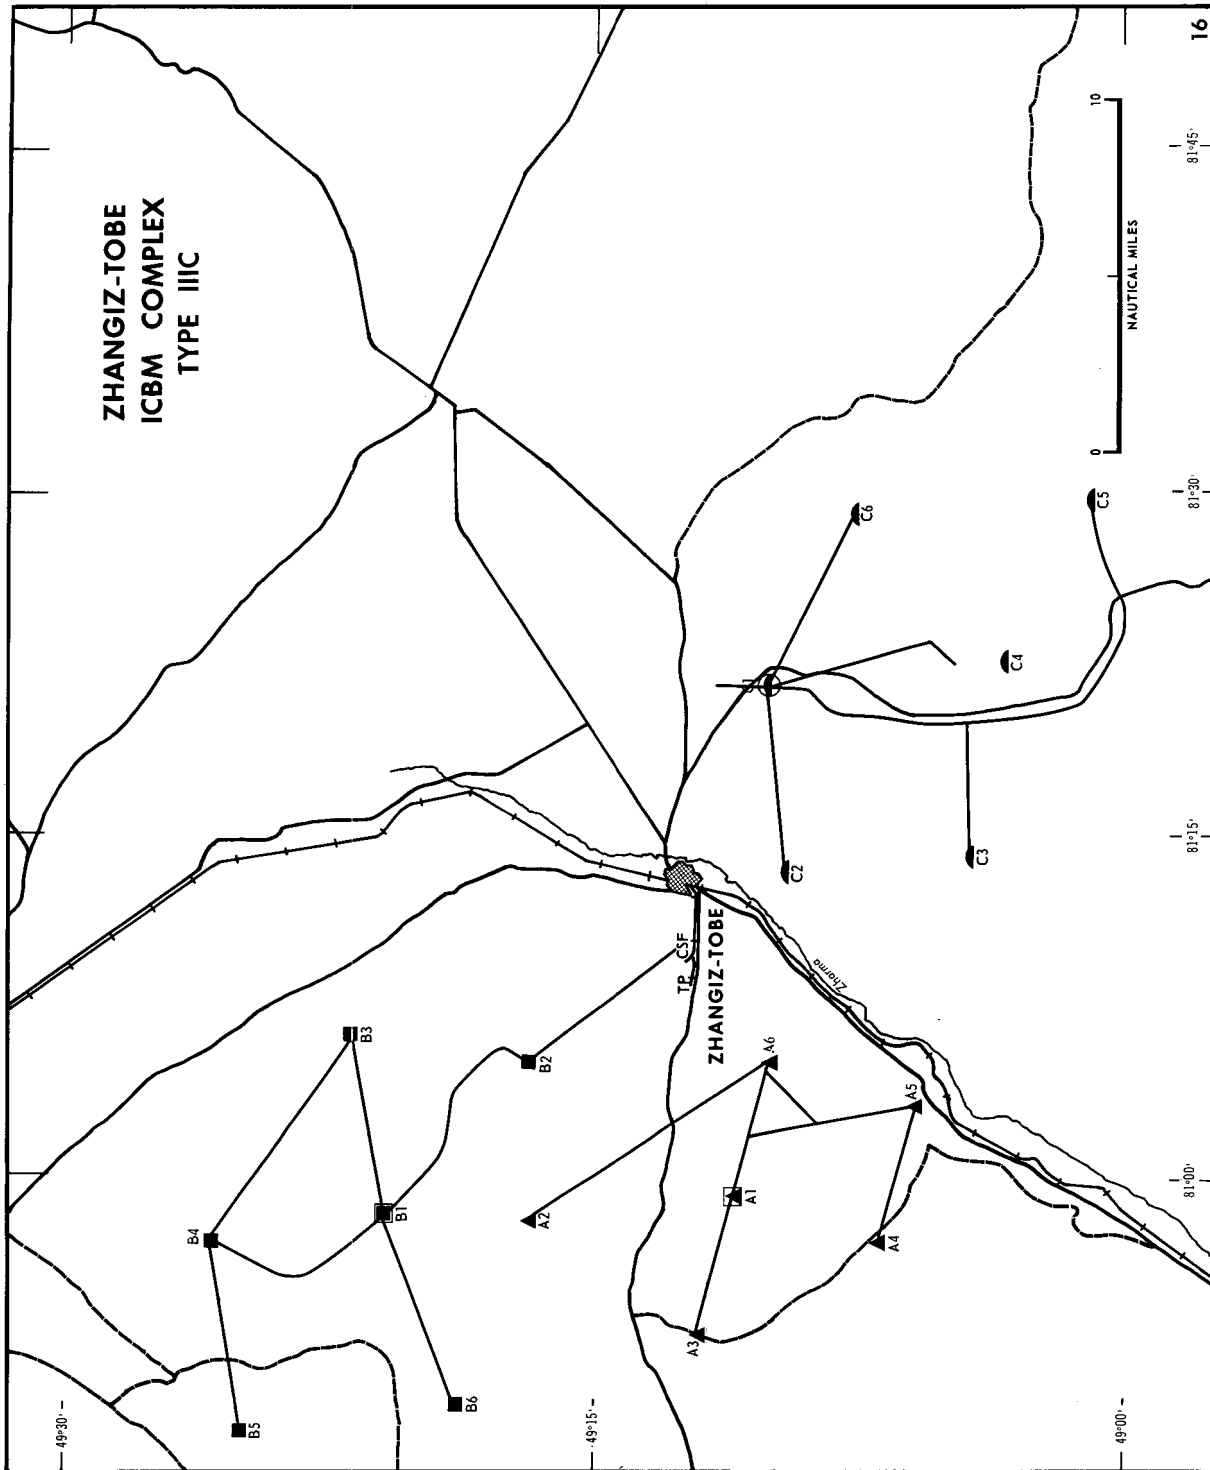 ZHANGIZ-TOBE
ICBM COMPLEX
TYPE IIIC
16
10
0
NAUTICAL MILES
81°45'
81°30'
81°15'
81°00'
49°30'
49°15'
49°00'
C6
C5
C4
C3
C2
CSF
TP
ZHANGIZ-TOBE
Zharma
B3
B2
B1
B4
B5
B6
A6
A5
A2
A1
A4
A3